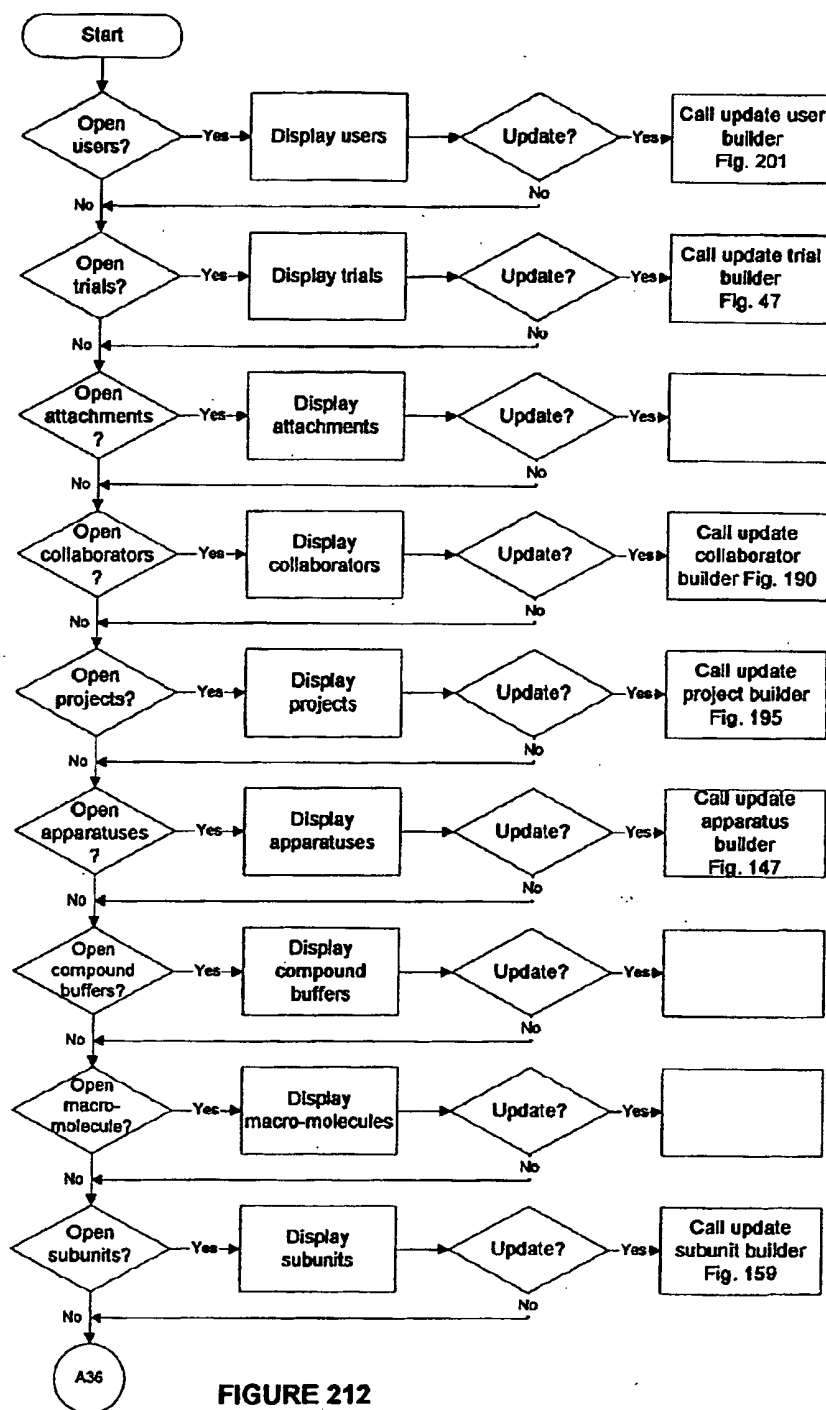 Start
Open
users?
Yes
Display users
Update?
Yes
Call update user
builder
Fig. 201
No
No
Open
trials?
Yes
Display trials
Update?
Yes
Call update trial
builder
Fig. 47
No
No
Open
attachments
?
Yes
Display
attachments
Update?
Yes
No
No
Open
collaborators
?
Yes
Display
collaborators
Update?
Yes
Call update
collaborator
builder Fig. 190
No
No
Open
projects?
Yes
Display
projects
Update?
Yes
Call update
project builder
Fig. 195
No
No
Open
apparatuses
?
Yes
Display
apparatuses
Update?
Yes
Call update
apparatus
builder
Fig. 147
No
No
Open
compound
buffers?
Yes
Display
compound
buffers
Update?
Yes
No
No
Open
macro-
molecule?
Yes
Display
macro-molecules
Update?
Yes
No
No
Open
subunits?
Yes
Display
subunits
Update?
Yes
Call update
subunit builder
Fig. 159
No
No
A36
FIGURE 212